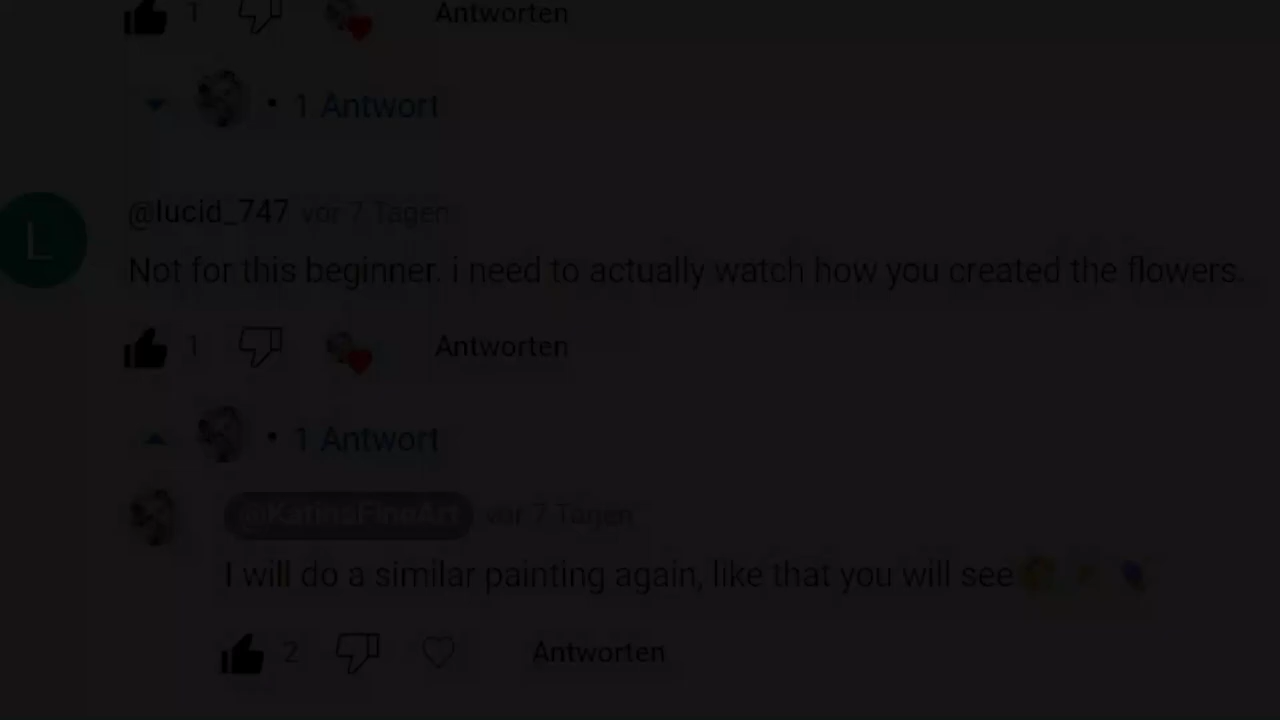 1 Antworten
• 1 Antwort
@lucid_747 vor 7 Tagen
L
Not for this beginner. i need to actually watch how you created the flowers.
1 Antworten
• 1 Antwort
@KatinsFineArt vor 7 Tagen
I will do a similar painting again, like that you will see
2 Antworten